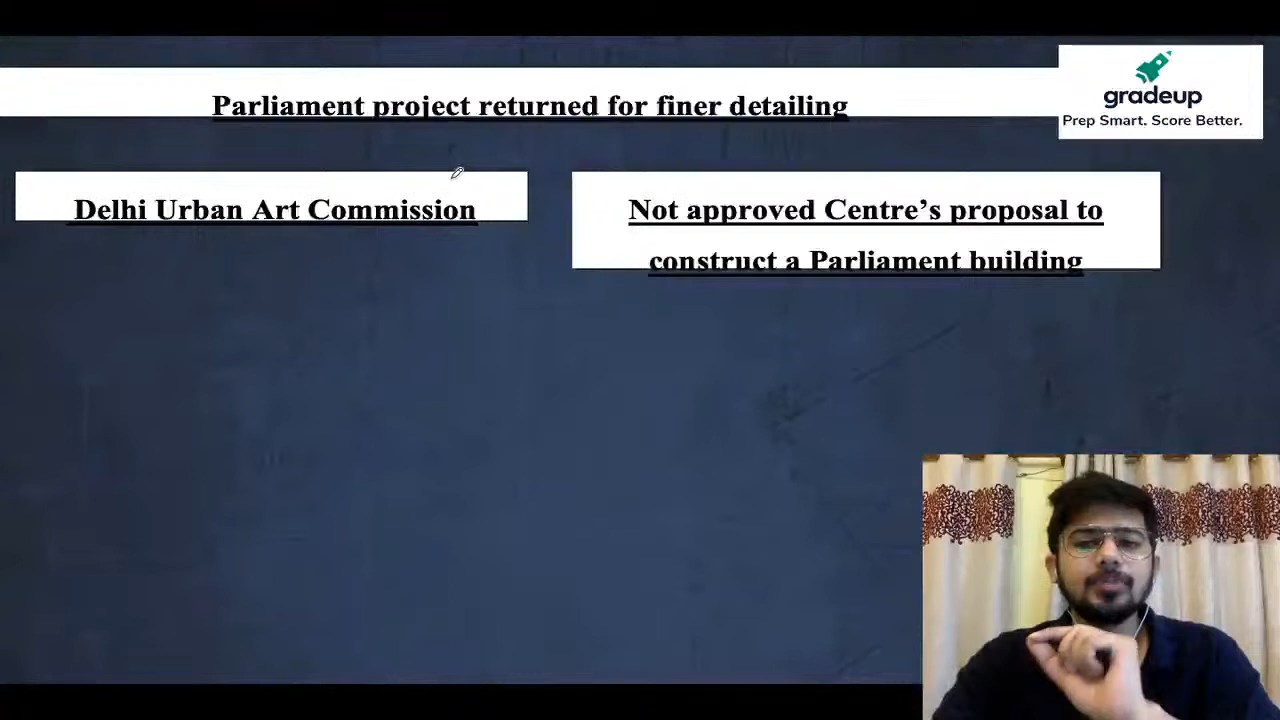 Parliament project returned for finer detailing
gradeup
Prep Smart. Score Better.
Delhi Urban Art Commission
Not approved Centre’s proposal to
construct a Parliament building